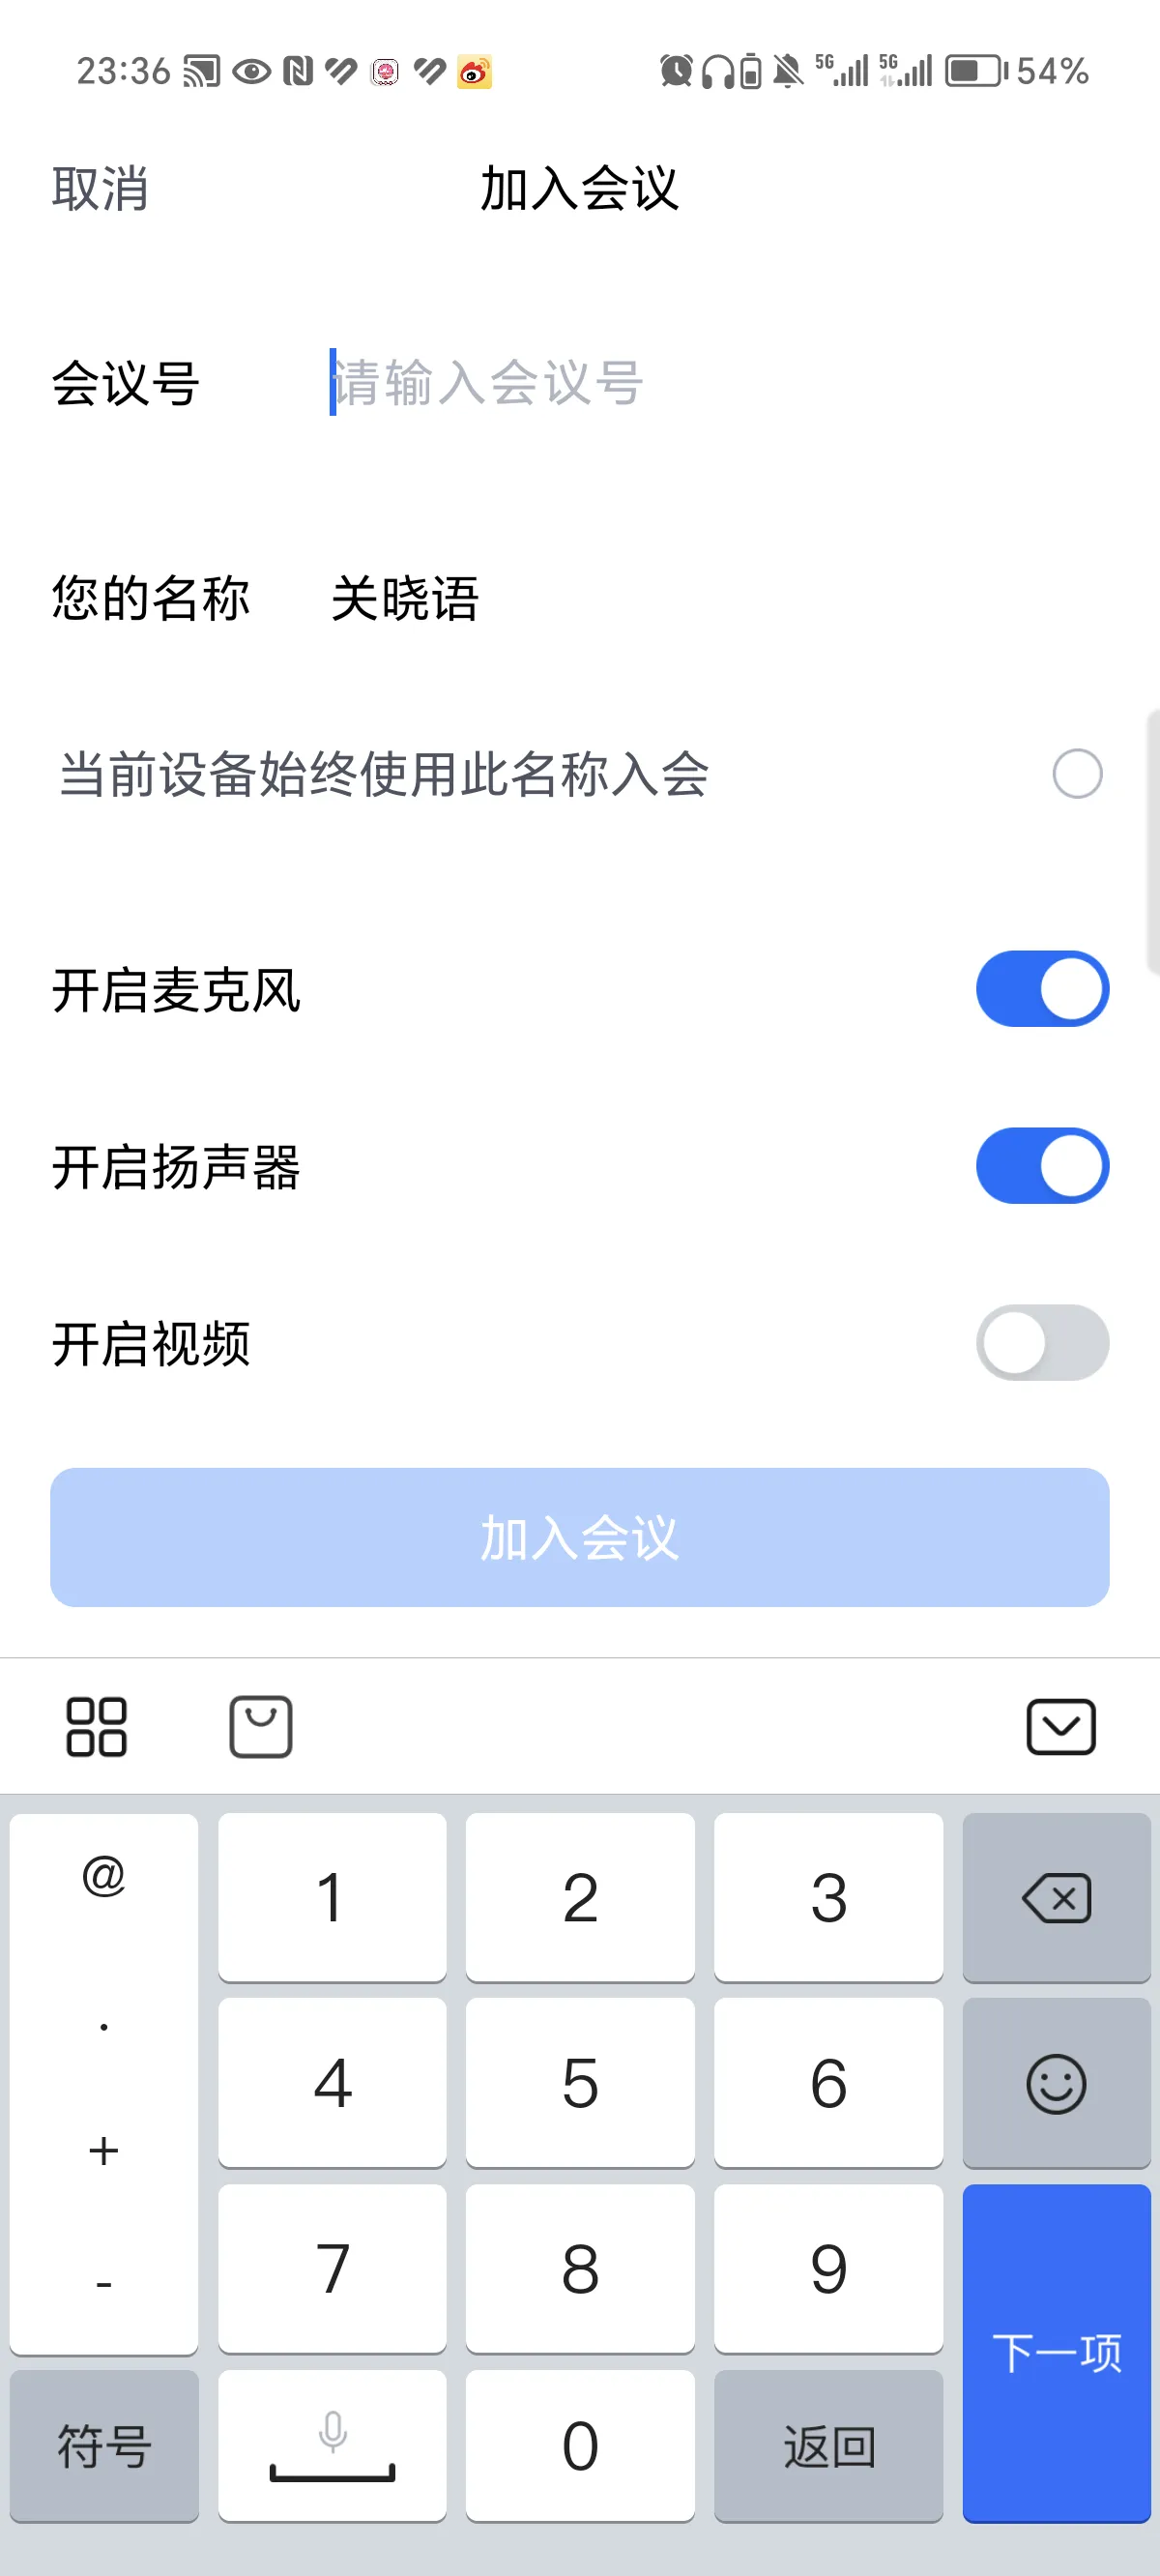 23:36 5G 5G 54%
取消 加入会议
会议号 请输入会议号
您的名称 关晓语
当前设备始终使用此名称入会
开启麦克风
开启扬声器
开启视频
加入会议
@ 1 2 3
. 4 5 6
+
- 7 8 9
下一项
符号 0 返回